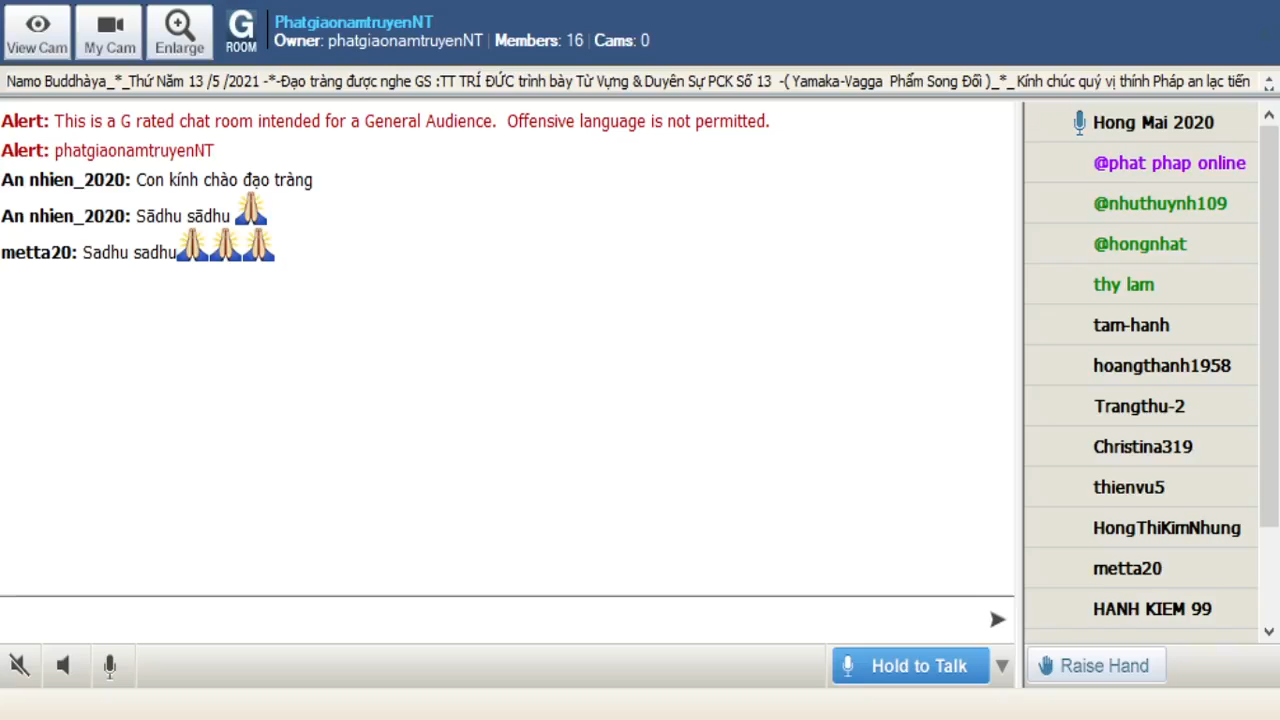 View Cam
My Cam
Enlarge
G
ROOM
PhatgiaonamtruyenNT
Owner: phatgiaonamtruyenNT | Members: 16 | Cams: 0
Namo Buddhàya_*_Thứ Năm 13 /5 /2021 -*-Đạo tràng được nghe GS :TT TRÍ ĐỨC trình bày Từ Vựng & Duyên Sự PCK Số 13 -( Yamaka-Vagga Phẩm Song Đối )_*_ Kính chúc quý vị thính Pháp an lạc tiến
Alert: This is a G rated chat room intended for a General Audience. Offensive language is not permitted.
Alert: phatgiaonamtruyenNT
An nhien_2020: Con kính chào đạo tràng
An nhien_2020: Sādhu sādhu
metta20: Sadhu sadhu
Hong Mai 2020
@phat phap online
@nhuthuynh109
@hongnhat
thy lam
tam-hanh
hoangthanh1958
Trangthu-2
Christina319
thienvu5
HongThiKimNhung
metta20
HANH KIEM 99
Hold to Talk
Raise Hand